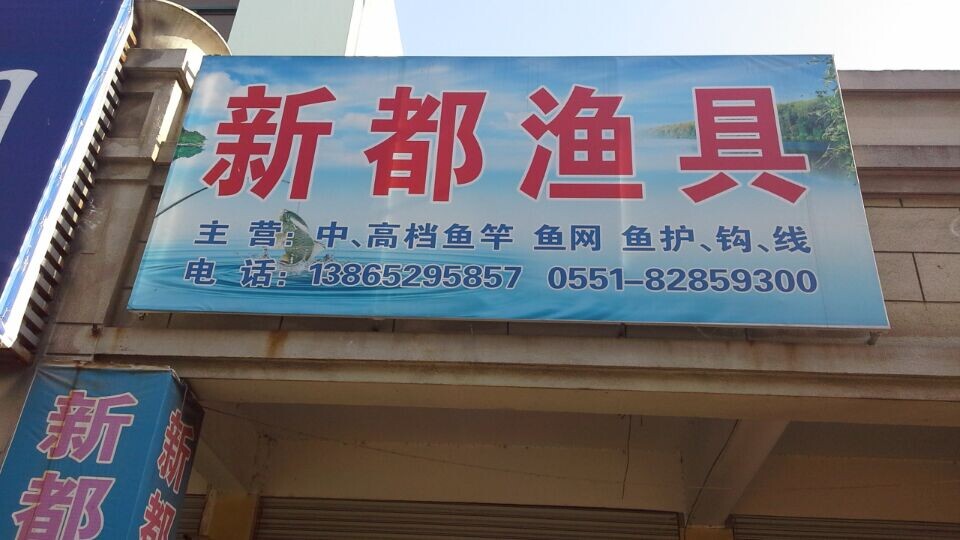 新都渔具
主 营：中、高档鱼竿 鱼网 鱼护、钩、线
电 话：13865295857 0551-82859300
新都
新都